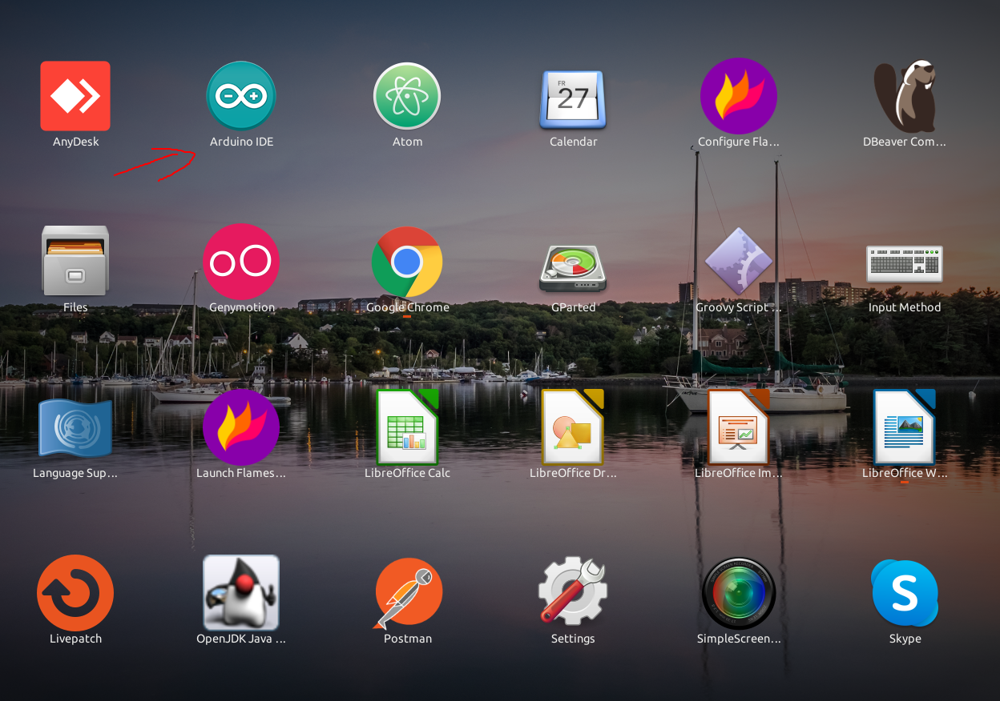 AnyDesk
Arduino IDE
Atom
FR
27
Calendar
Configure Fla...
DBeaver Com...
Files
Genymotion
Google Chrome
GParted
Groovy Script ...
Input Method
Language Sup...
Launch Flames...
LibreOffice Calc
LibreOffice Dr...
LibreOffice Im...
LibreOffice W...
Livepatch
OpenJDK Java ...
Postman
Settings
SimpleScreen...
S
Skype